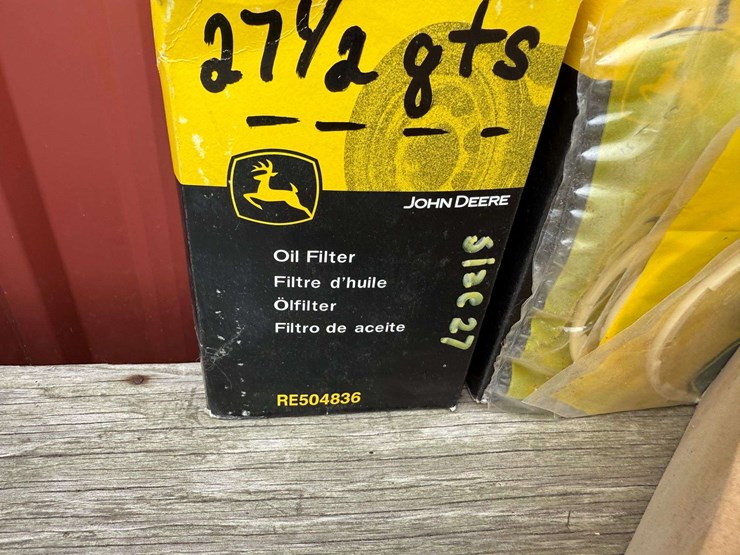 27 1/2 qts
JOHN DEERE
Oil Filter
Filtre d'huile
Ölfilter
Filtro de aceite
size 27
RE504836